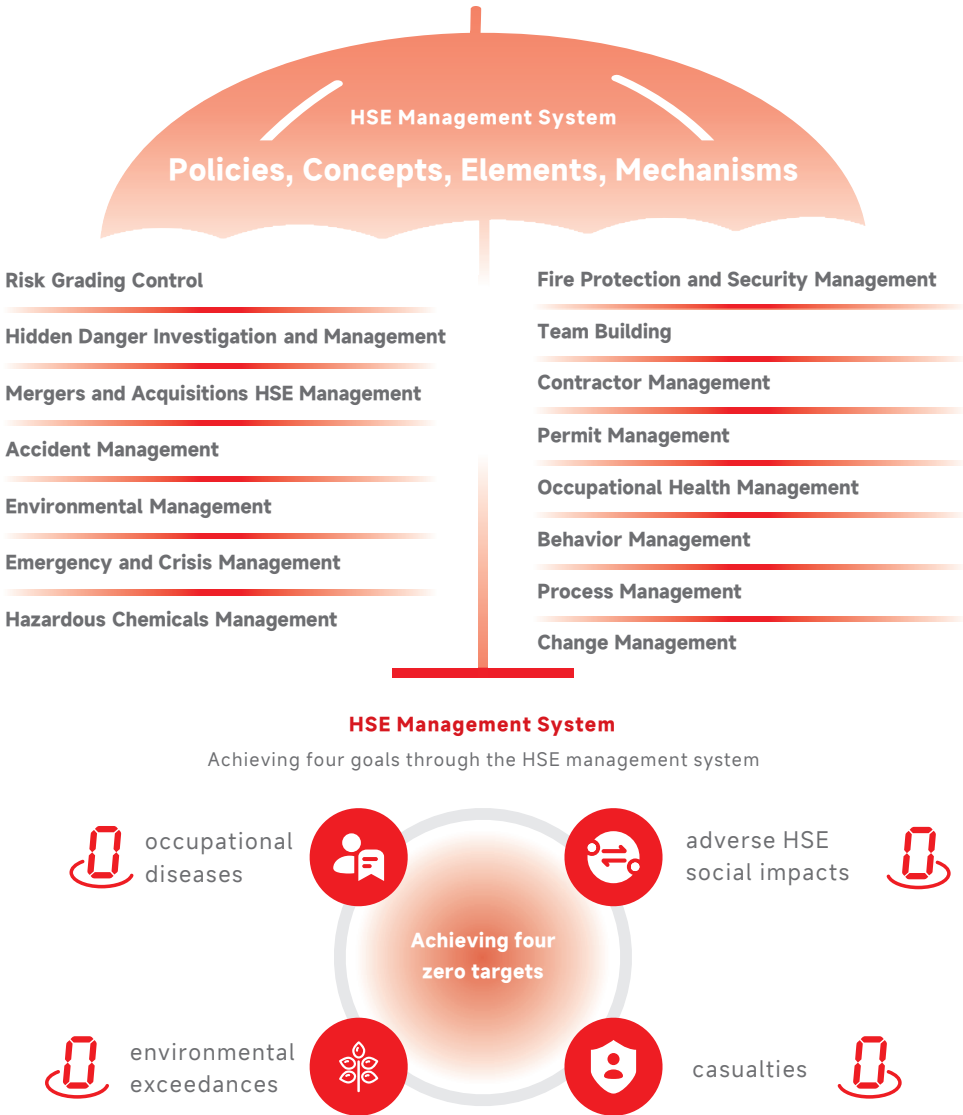 HSE Management System
Policies, Concepts, Elements, Mechanisms
Risk Grading Control
Hidden Danger Investigation and Management
Mergers and Acquisitions HSE Management
Accident Management
Environmental Management
Emergency and Crisis Management
Hazardous Chemicals Management
Fire Protection and Security Management
Team Building
Contractor Management
Permit Management
Occupational Health Management
Behavior Management
Process Management
Change Management
HSE Management System
Achieving four goals through the HSE management system
0
occupational
diseases
adverse HSE
social impacts
0
Achieving four
zero targets
0
environmental
exceedances
casualties
0